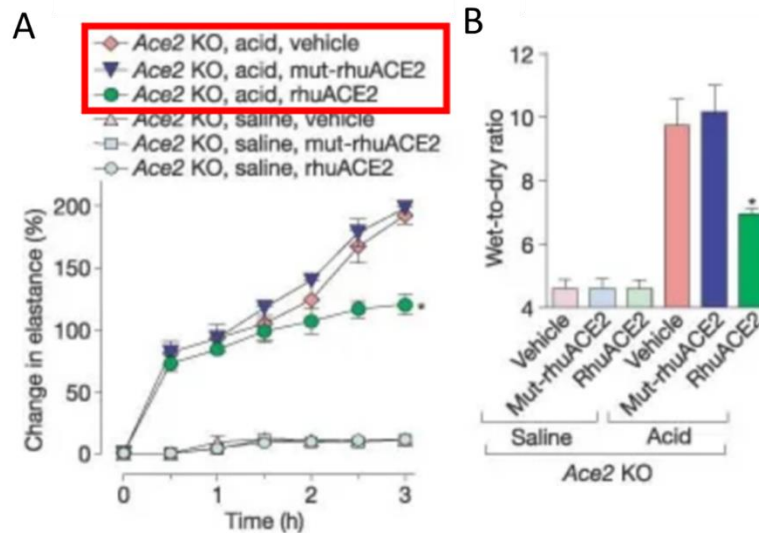 A
Ace2 KO, acid, vehicle
Ace2 KO, acid, mut-rhuACE2
Ace2 KO, acid, rhuACE2
Ace2 KO, saline, vehicle
Ace2 KO, saline, mut-rhuACE2
Ace2 KO, saline, rhuACE2
Change in elastance (%)
200
150
100
50
0
*
0
1
2
3
Time (h)
B
Wet-to-dry ratio
12
10
8
6
4
*
Vehicle
Mut-rhuACE2
RhuACE2
Vehicle
Mut-rhuACE2
RhuACE2
Saline
Acid
Ace2 KO